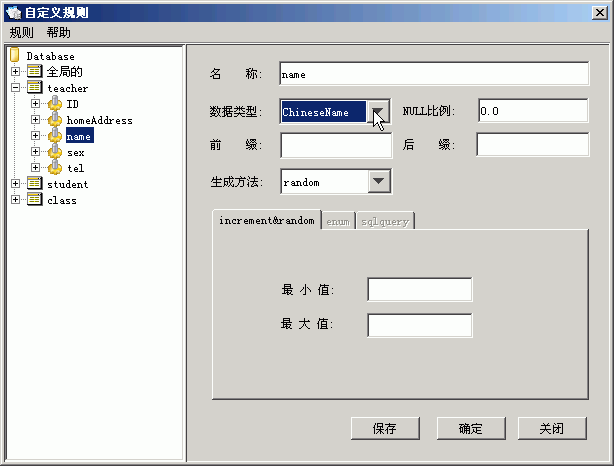 自定义规则
规则 帮助
Database
全局的
teacher
ID
homeAddress
name
sex
tel
student
class
名 称: name
数据类型: ChineseName NULL比例: 0.0
前 缀: 后 缀:
生成方法: random
increment&random enum sqlquery
最 小 值:
最 大 值:
保存 确定 关闭